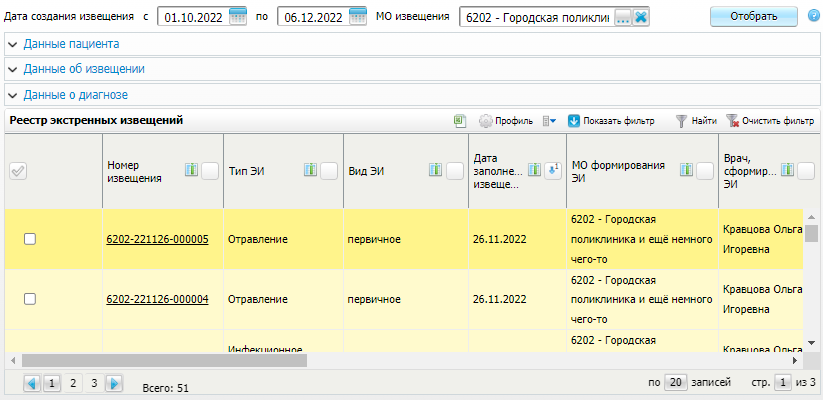 Дата создания извещения с 01.10.2022 по 06.12.2022 МО извещения 6202 - Городская поликлин ... Отобрать
Данные пациента
Данные об извещении
Данные о диагнозе
Реестр экстренных извещений Профиль Показать фильтр Найти Очистить фильтр
Номер
извещения
Тип ЭИ
Вид ЭИ
Дата
заполне...
извеще...
МО формирования
ЭИ
Врач,
сформир...
ЭИ
6202-221126-000005
Отравление
первичное
26.11.2022
6202 - Городская
поликлиника и ещё немного
чего-то
Кравцова Ольга
Игоревна
6202-221126-000004
Отравление
первичное
26.11.2022
6202 - Городская
поликлиника и ещё немного
чего-то
Кравцова Ольга
Игоревна
Инфекционное
6202 - Городская
Кравцова Ольга
1 2 3 Всего: 51 по 20 записей стр. 1 из 3